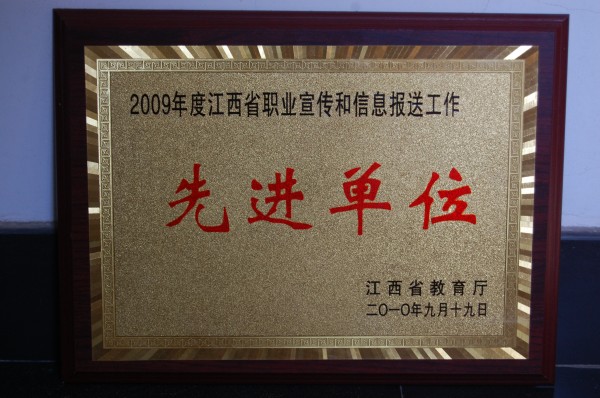 2009年度江西省职业宣传和信息报送工作
先进单位
江西省教育厅
二〇一〇年九月十九日